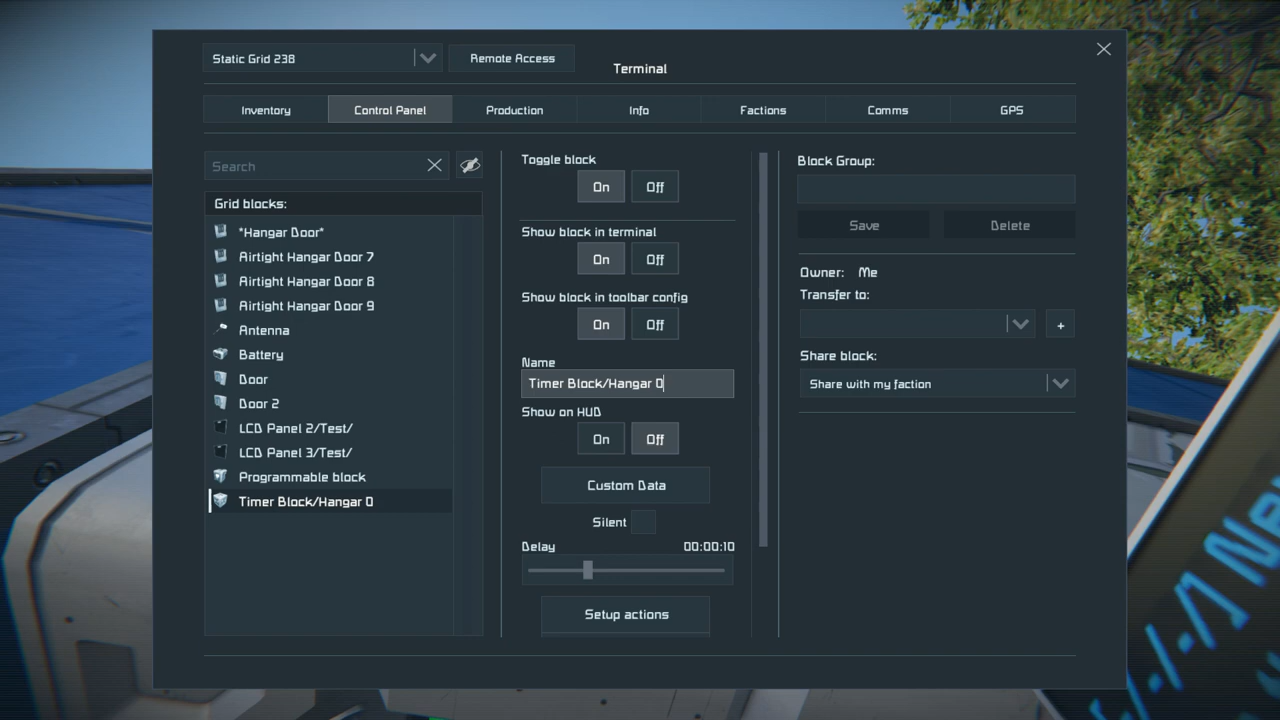 Static Grid 238
Remote Access
Terminal
Inventory
Control Panel
Production
Info
Factions
Comms
GPS
Search
Grid blocks:
*Hangar Door*
Airtight Hangar Door 7
Airtight Hangar Door 8
Airtight Hangar Door 9
Antenna
Battery
Door
Door 2
LCD Panel 2/Test/
LCD Panel 3/Test/
Programmable block
Timer Block/Hangar D
Toggle block
On
Off
Show block in terminal
On
Off
Show block in toolbar config
On
Off
Name
Timer Block/Hangar D
Show on HUD
On
Off
Custom Data
Silent
Delay
00:00:10
Setup actions
Block Group:
Save
Delete
Owner: Me
Transfer to:
+
Share block:
Share with my faction